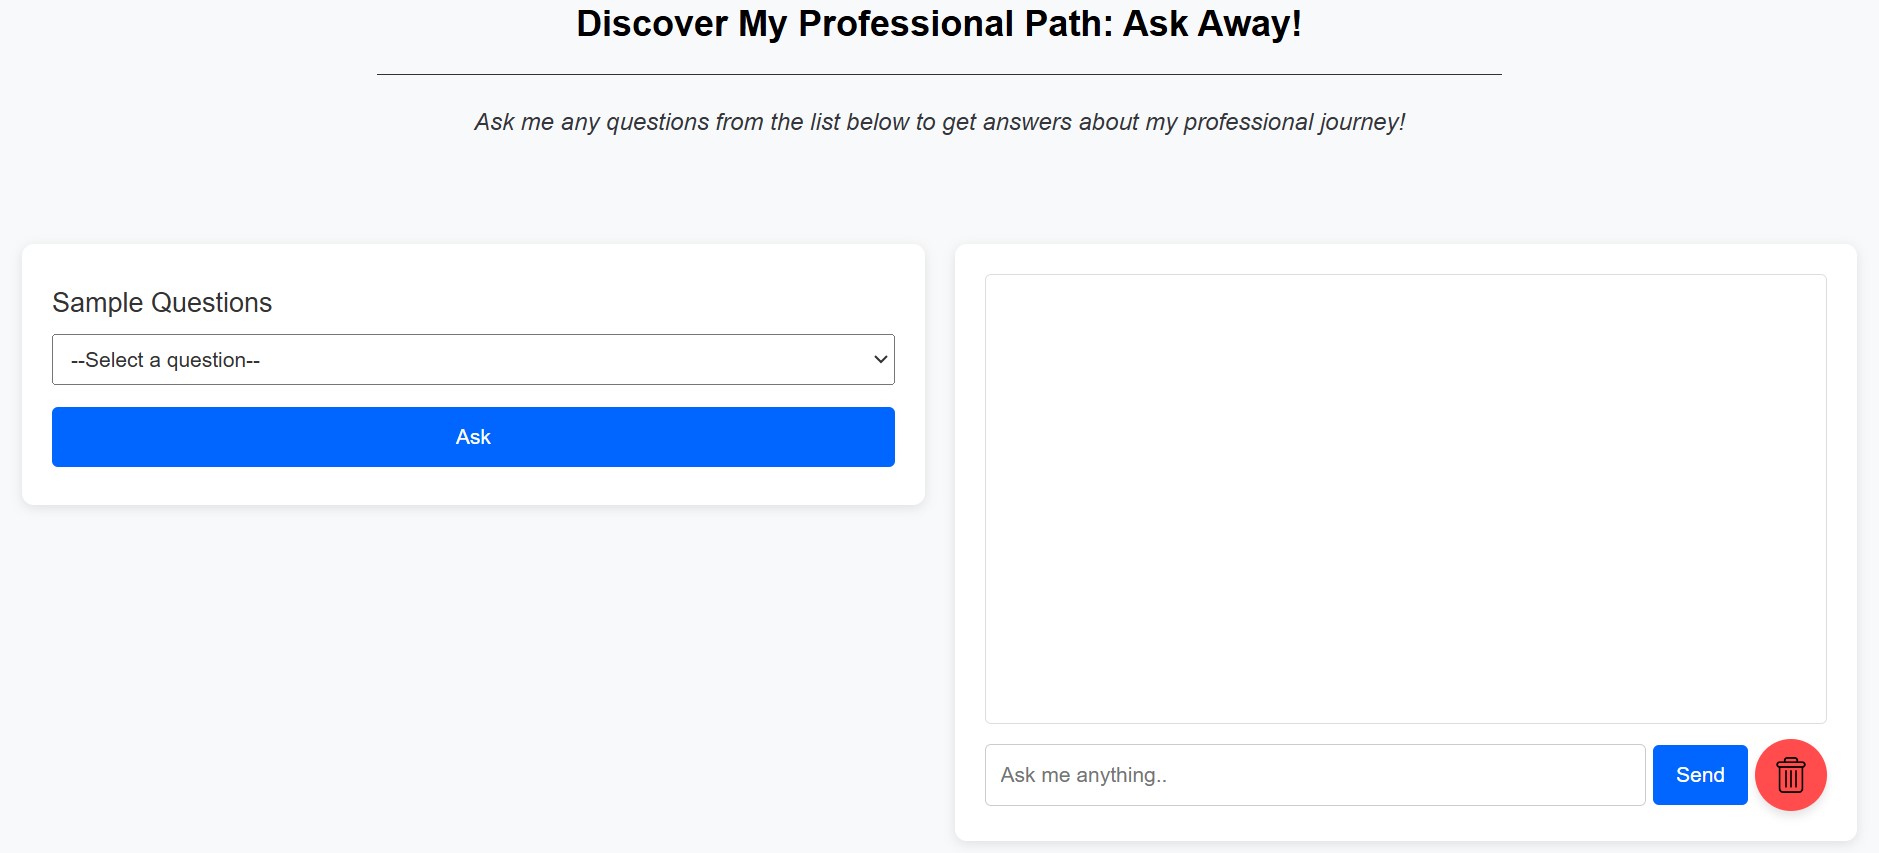 Discover My Professional Path: Ask Away!
Ask me any questions from the list below to get answers about my professional journey!
Sample Questions
--Select a question--
Ask
Ask me anything..
Send